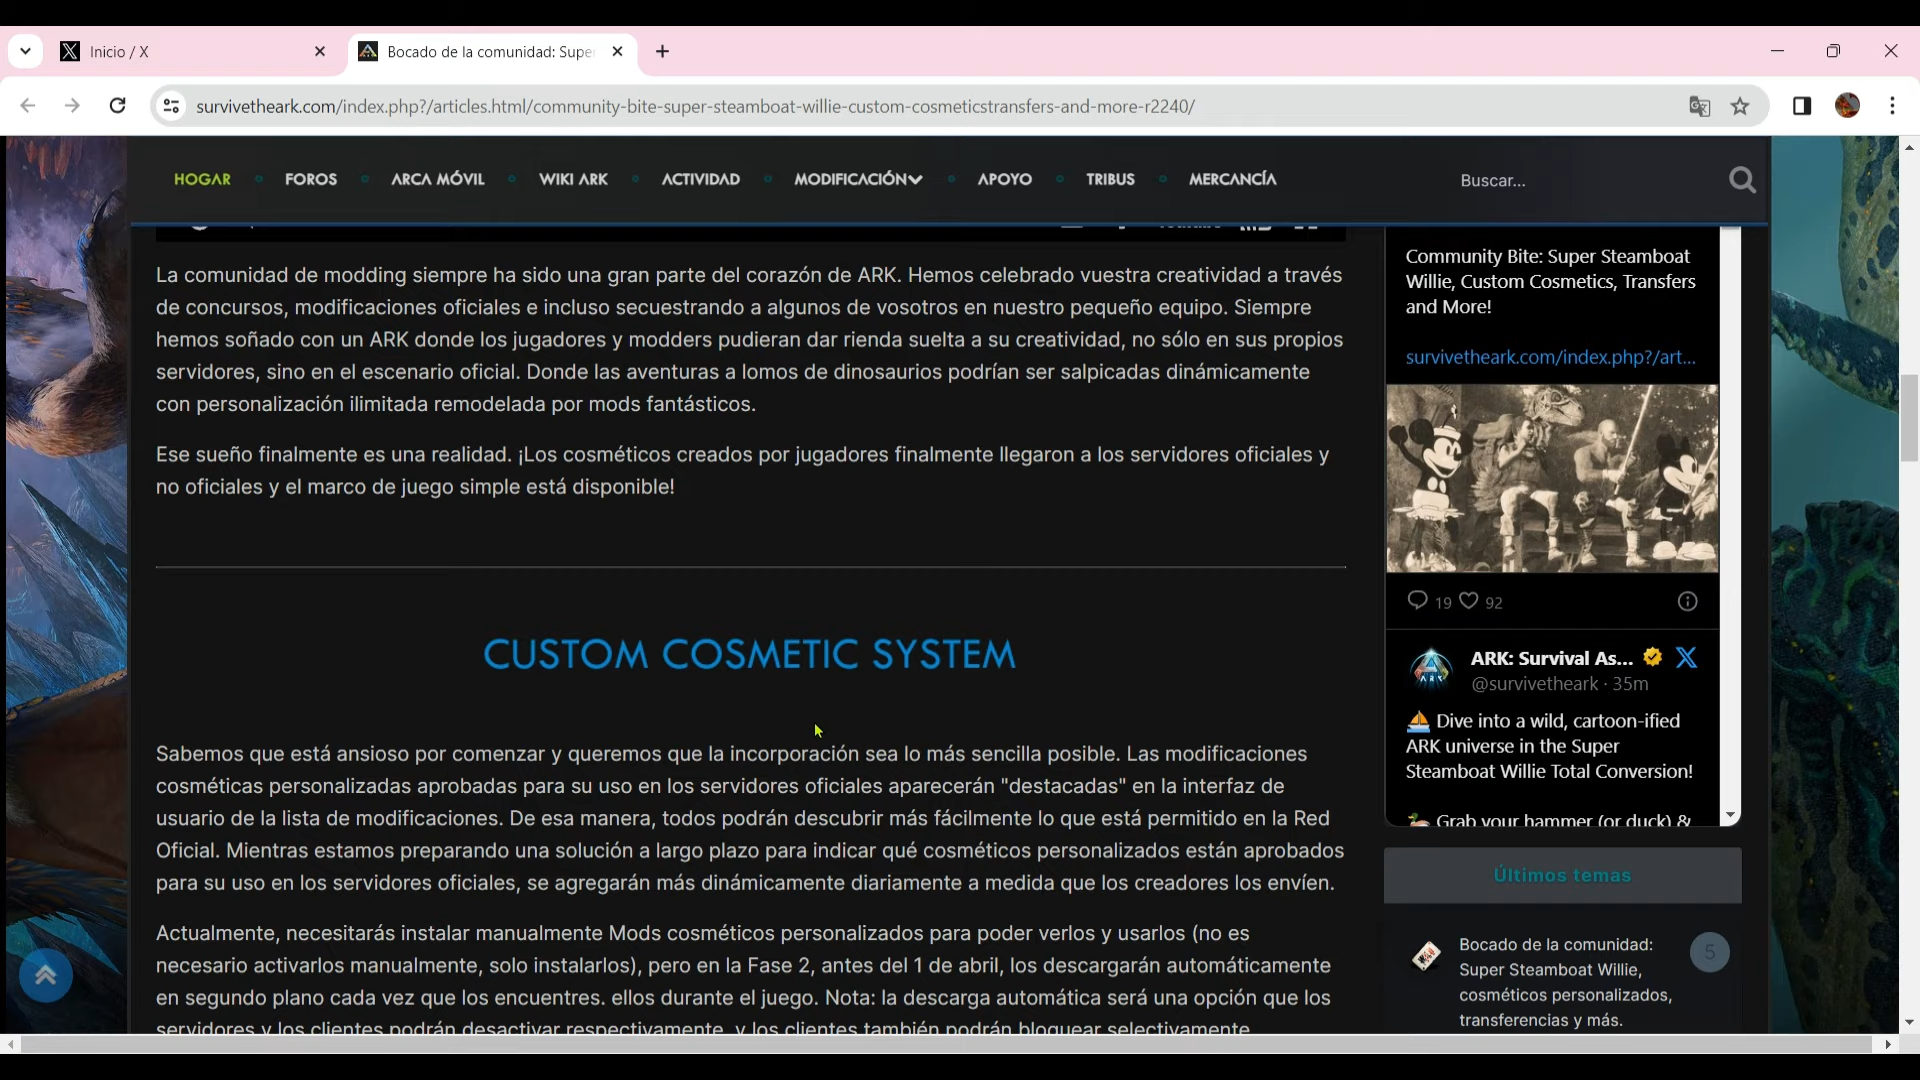 Inicio / X
Bocado de la comunidad: Supe
survivetheark.com/index.php?/articles.html/community-bite-super-steamboat-willie-custom-cosmeticstransfers-and-more-r2240/
HOGAR
FOROS
ARCA MÓVIL
WIKI ARK
ACTIVIDAD
MODIFICACIÓN
APOYO
TRIBUS
MERCANCÍA
Buscar...
La comunidad de modding siempre ha sido una gran parte del corazón de ARK. Hemos celebrado vuestra creatividad a través
de concursos, modificaciones oficiales e incluso secuestrando a algunos de vosotros en nuestro pequeño equipo. Siempre
hemos soñado con un ARK donde los jugadores y modders pudieran dar rienda suelta a su creatividad, no sólo en sus propios
servidores, sino en el escenario oficial. Donde las aventuras a lomos de dinosaurios podrían ser salpicadas dinámicamente
con personalización ilimitada remodelada por mods fantásticos.
Ese sueño finalmente es una realidad. ¡Los cosméticos creados por jugadores finalmente llegaron a los servidores oficiales y
no oficiales y el marco de juego simple está disponible!
CUSTOM COSMETIC SYSTEM
Sabemos que está ansioso por comenzar y queremos que la incorporación sea lo más sencilla posible. Las modificaciones
cosméticas personalizadas aprobadas para su uso en los servidores oficiales aparecerán "destacadas" en la interfaz de
usuario de la lista de modificaciones. De esa manera, todos podrán descubrir más fácilmente lo que está permitido en la Red
Oficial. Mientras estamos preparando una solución a largo plazo para indicar qué cosméticos personalizados están aprobados
para su uso en los servidores oficiales, se agregarán más dinámicamente diariamente a medida que los creadores los envíen.
Actualmente, necesitarás instalar manualmente Mods cosméticos personalizados para poder verlos y usarlos (no es
necesario activarlos manualmente, solo instalarlos), pero en la Fase 2, antes del 1 de abril, los descargarán automáticamente
en segundo plano cada vez que los encuentres. ellos durante el juego. Nota: la descarga automática será una opción que los
servidores y los clientes podrán desactivar respectivamente, y los clientes también podrán bloquear selectivamente
Community Bite: Super Steamboat
Willie, Custom Cosmetics, Transfers
and More!
survivetheark.com/index.php?/art...
19 92
ARK: Survival As...
@survivetheark · 35m
Dive into a wild, cartoon-ified
ARK universe in the Super
Steamboat Willie Total Conversion!
Grab your hammer (or duck) &
Últimos temas
Bocado de la comunidad:
Super Steamboat Willie,
cosméticos personalizados,
transferencias y más.
5